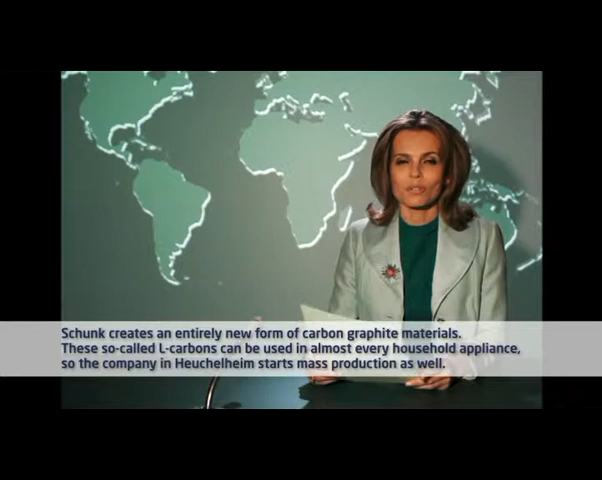 Schunk creates an entirely new form of carbon graphite materials.
These so-called L-carbons can be used in almost every household appliance,
so the company in Heuchelheim starts mass production as well.